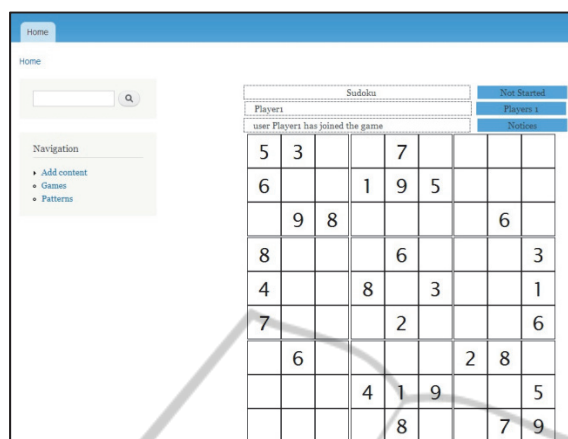 Home
Home
Sudoku
Not Started
Player1
Players 1
user Player1 has joined the game
Notices
Navigation
Add content
Games
Patterns
5 3 7
6 1 9 5
9 8 6
8 6 3
4 8 3 1
7 2 6
6 2 8
4 1 9 5
8 7 9